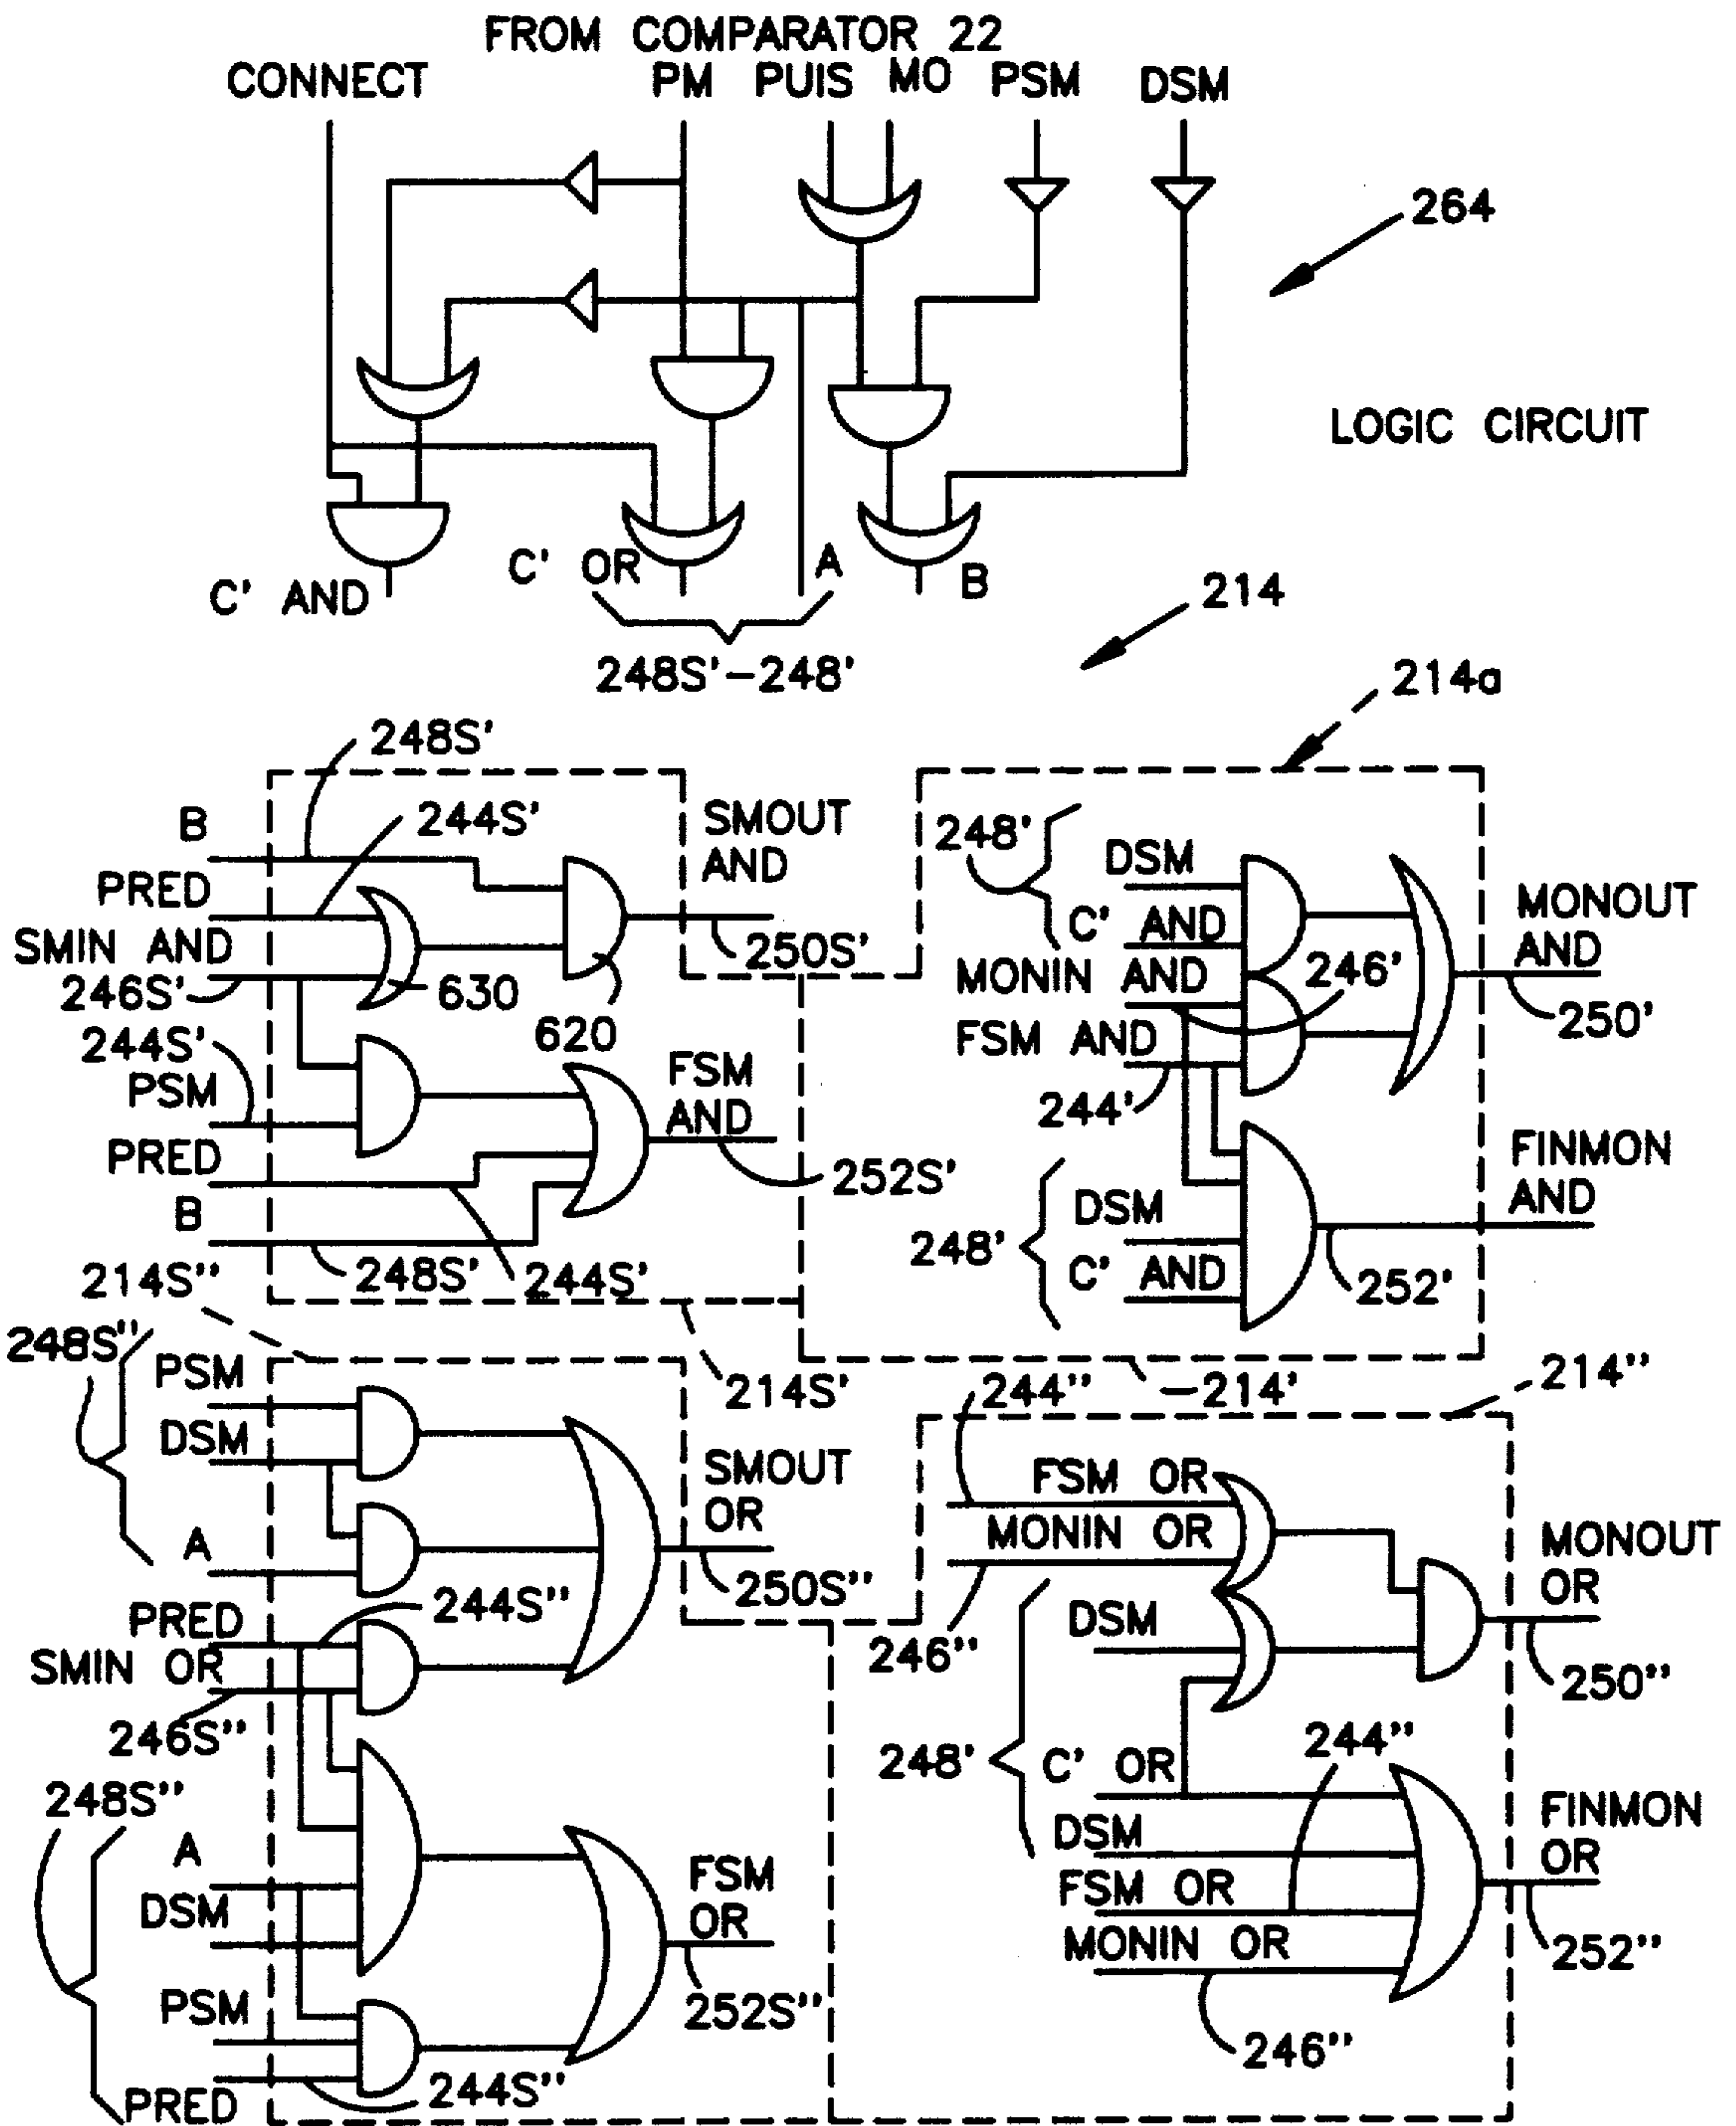 FROM COMPARATOR 22
CONNECT PM PUIS MO PSM DSM
264
LOGIC CIRCUIT
C' AND
C' OR
A
B
248S'-248'
214
214a
248S'
B
244S'
PRED
SMIN AND
246S'
630
620
SMOUT
AND
250S'
244S'
PSM
PRED
B
FSM
AND
252S'
248S'
244S'
214S'
248'
DSM
C' AND
MONIN AND
246'
FSM AND
244'
MONOUT
AND
250'
248'
DSM
C' AND
FINMON
AND
252'
214'
214S"
248S"
PSM
DSM
A
SMOUT
OR
250S"
PRED
244S"
SMIN OR
246S"
248S"
A
DSM
PSM
PRED
244S"
FSM
OR
252S"
214"
244"
FSM OR
MONIN OR
246"
DSM
MONOUT
OR
250"
248'
C' OR
244"
DSM
FSM OR
MONIN OR
246"
FINMON
OR
252"